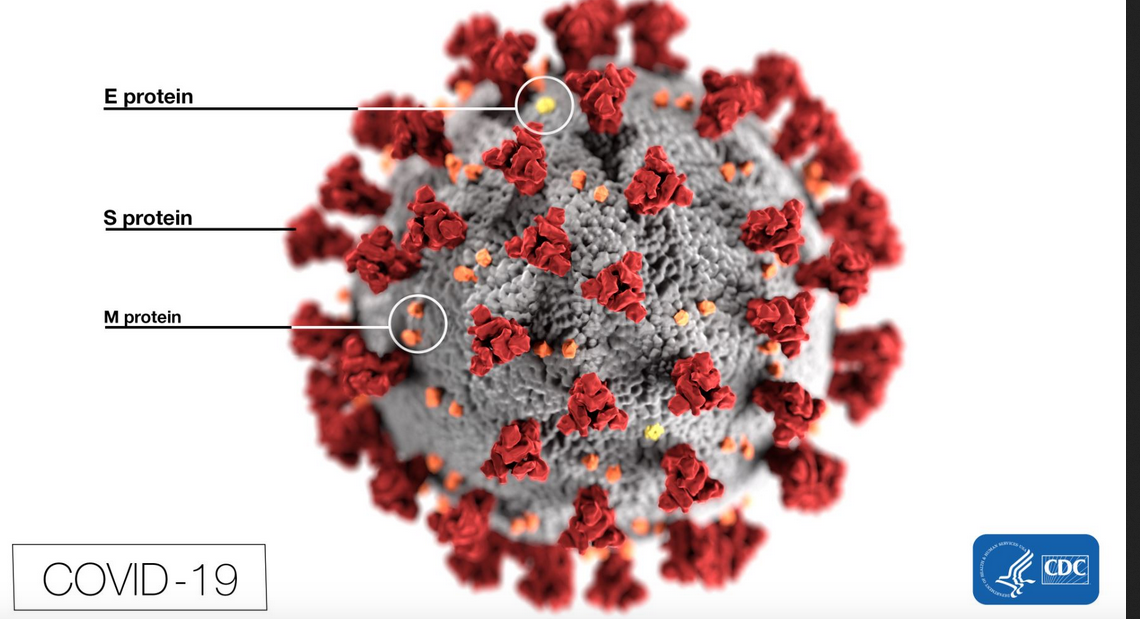 E protein
S protein
M protein
COVID-19
CDC